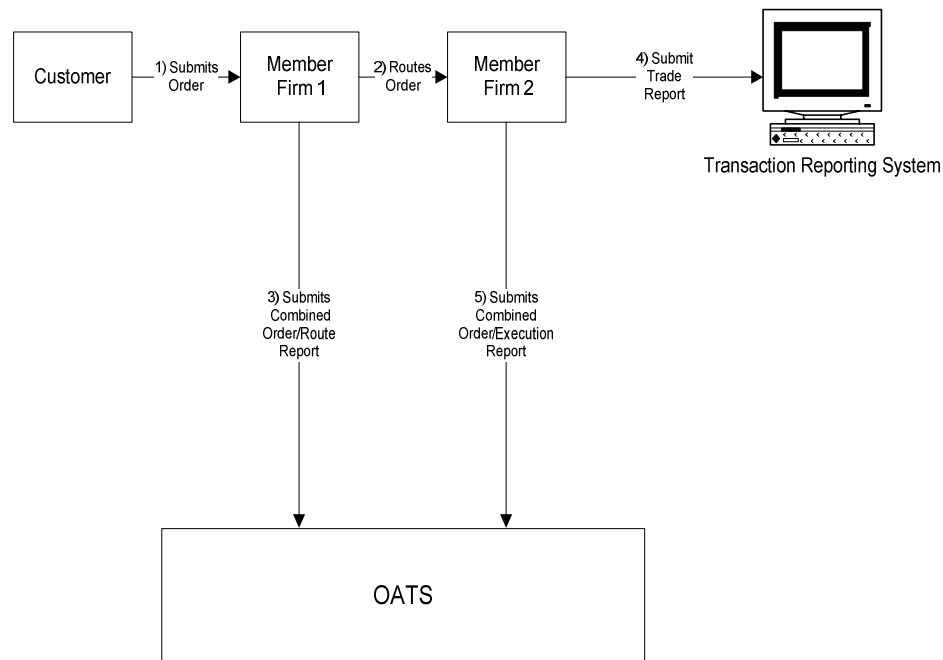 Customer
1) Submits
Order
Member
Firm 1
2) Routes
Order
Member
Firm 2
4) Submit
Trade
Report
Transaction Reporting System
3) Submits
Combined
Order/Route
Report
5) Submits
Combined
Order/Execution
Report
OATS